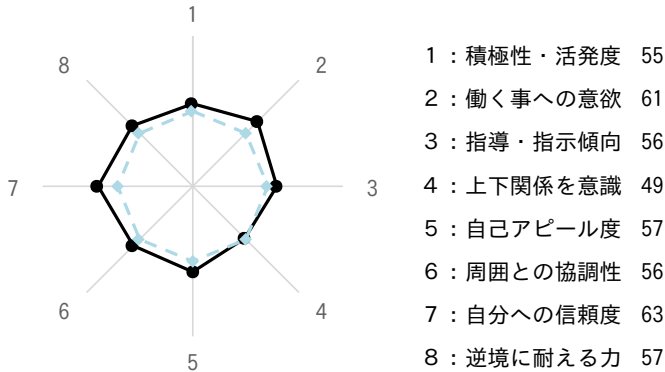 1
8
2
7
3
6
4
5
1：積極性・活発度 55
2：働く事への意欲 61
3：指導・指示傾向 56
4：上下関係を意識 49
5：自己アピール度 57
6：周囲との協調性 56
7：自分への信頼度 63
8：逆境に耐える力 57